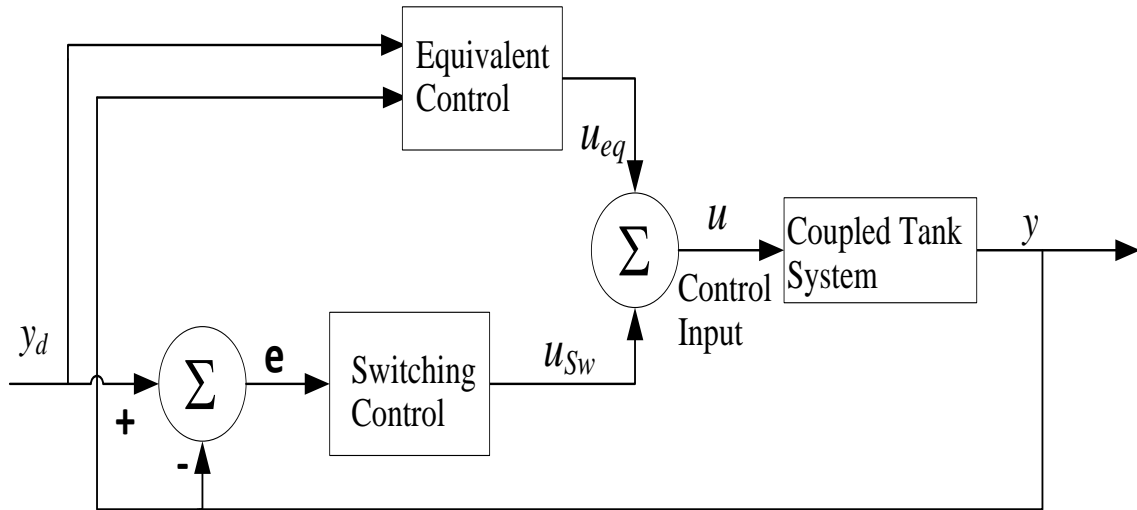 Equivalent
Control
u_eq
u
Coupled Tank
System
y
Σ
Control
Input
y_d
Σ
e
Switching
Control
u_Sw
+
-